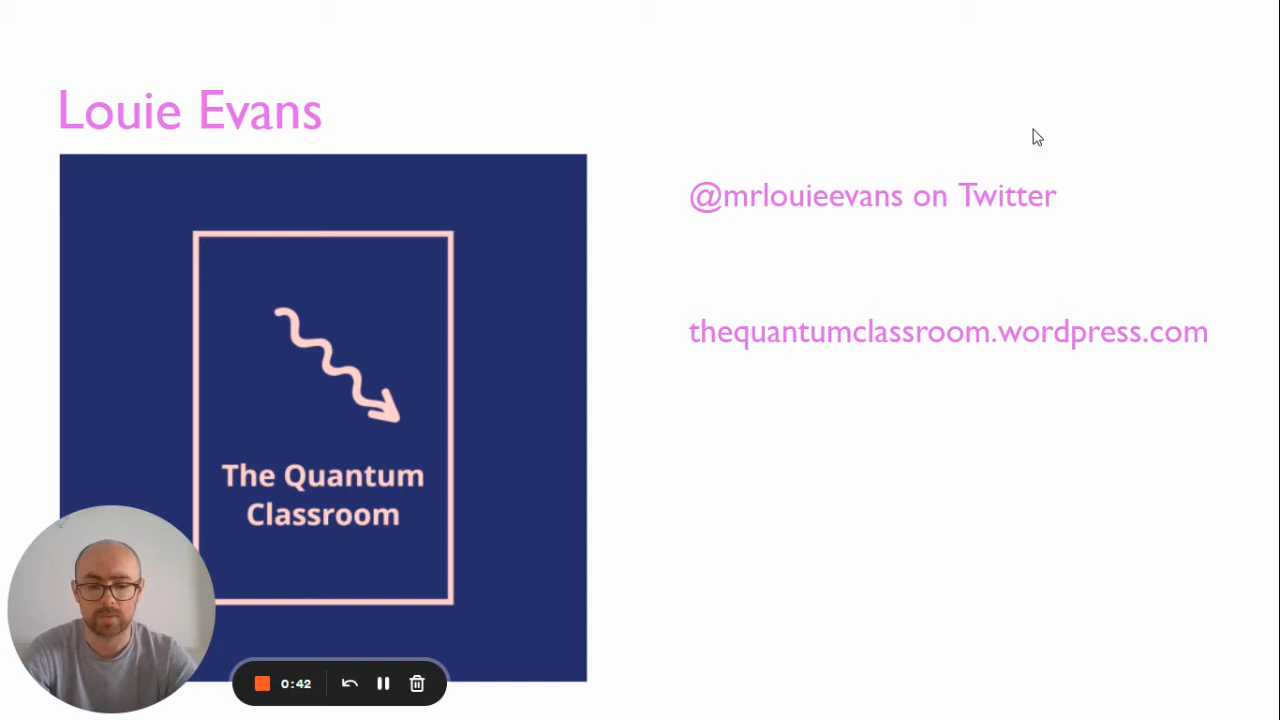 Louie Evans
@mrlouieevans on Twitter
thequantumclassroom.wordpress.com
The Quantum
Classroom
0:42